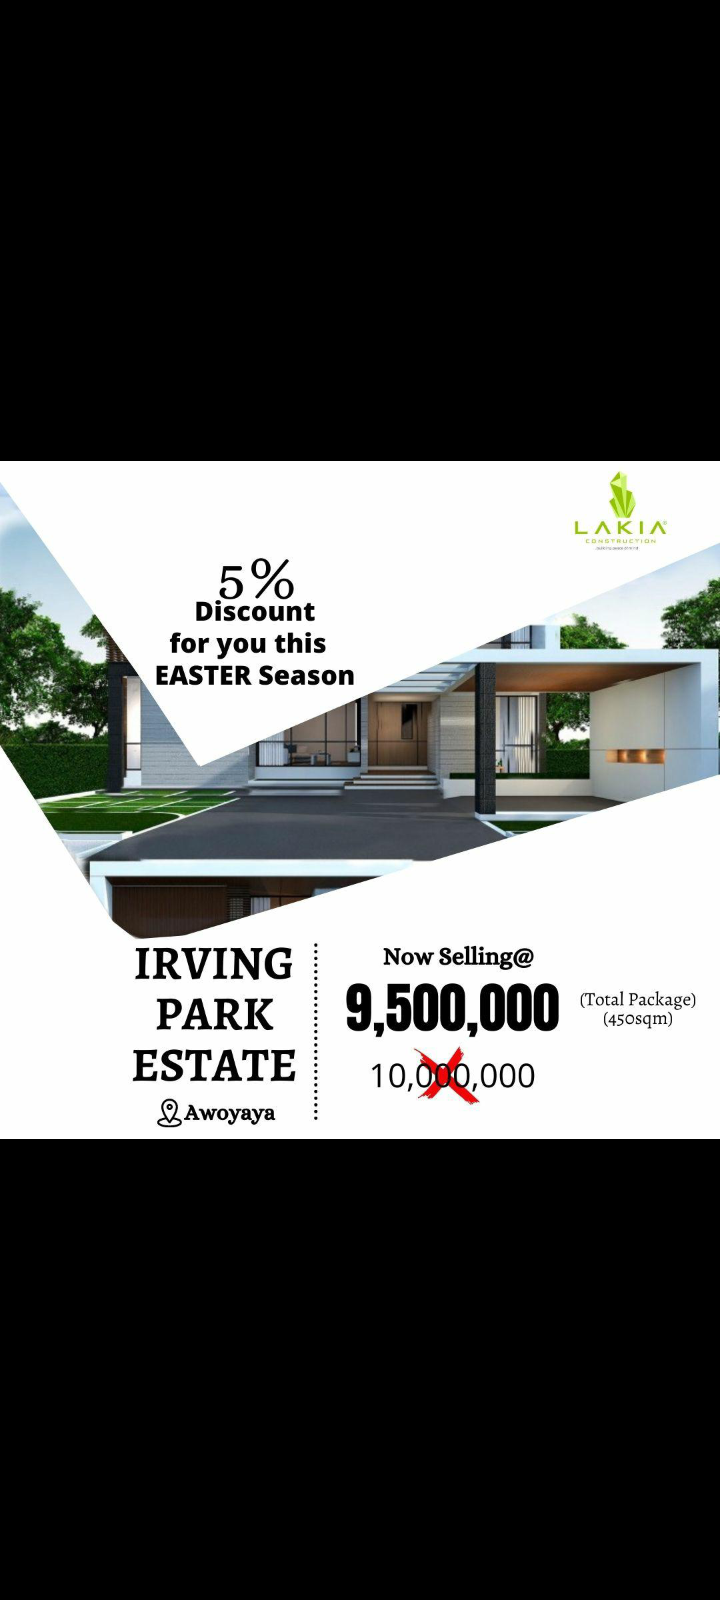 LAKIA
CONSTRUCTION
5%
Discount
for you this
EASTER Season
IRVING
PARK
ESTATE
Awoyaya
Now Selling@
9,500,000
(Total Package)
(450sqm)
10,000,000